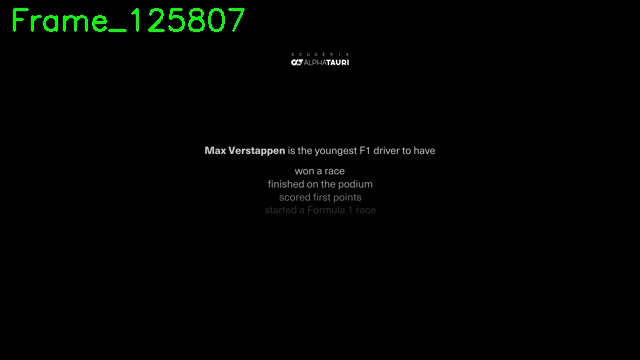 Frame_125807
SCUDERIA
ALPHATAURI
Max Verstappen is the youngest F1 driver to have
won a race
finished on the podium
scored first points
started a Formula 1 race